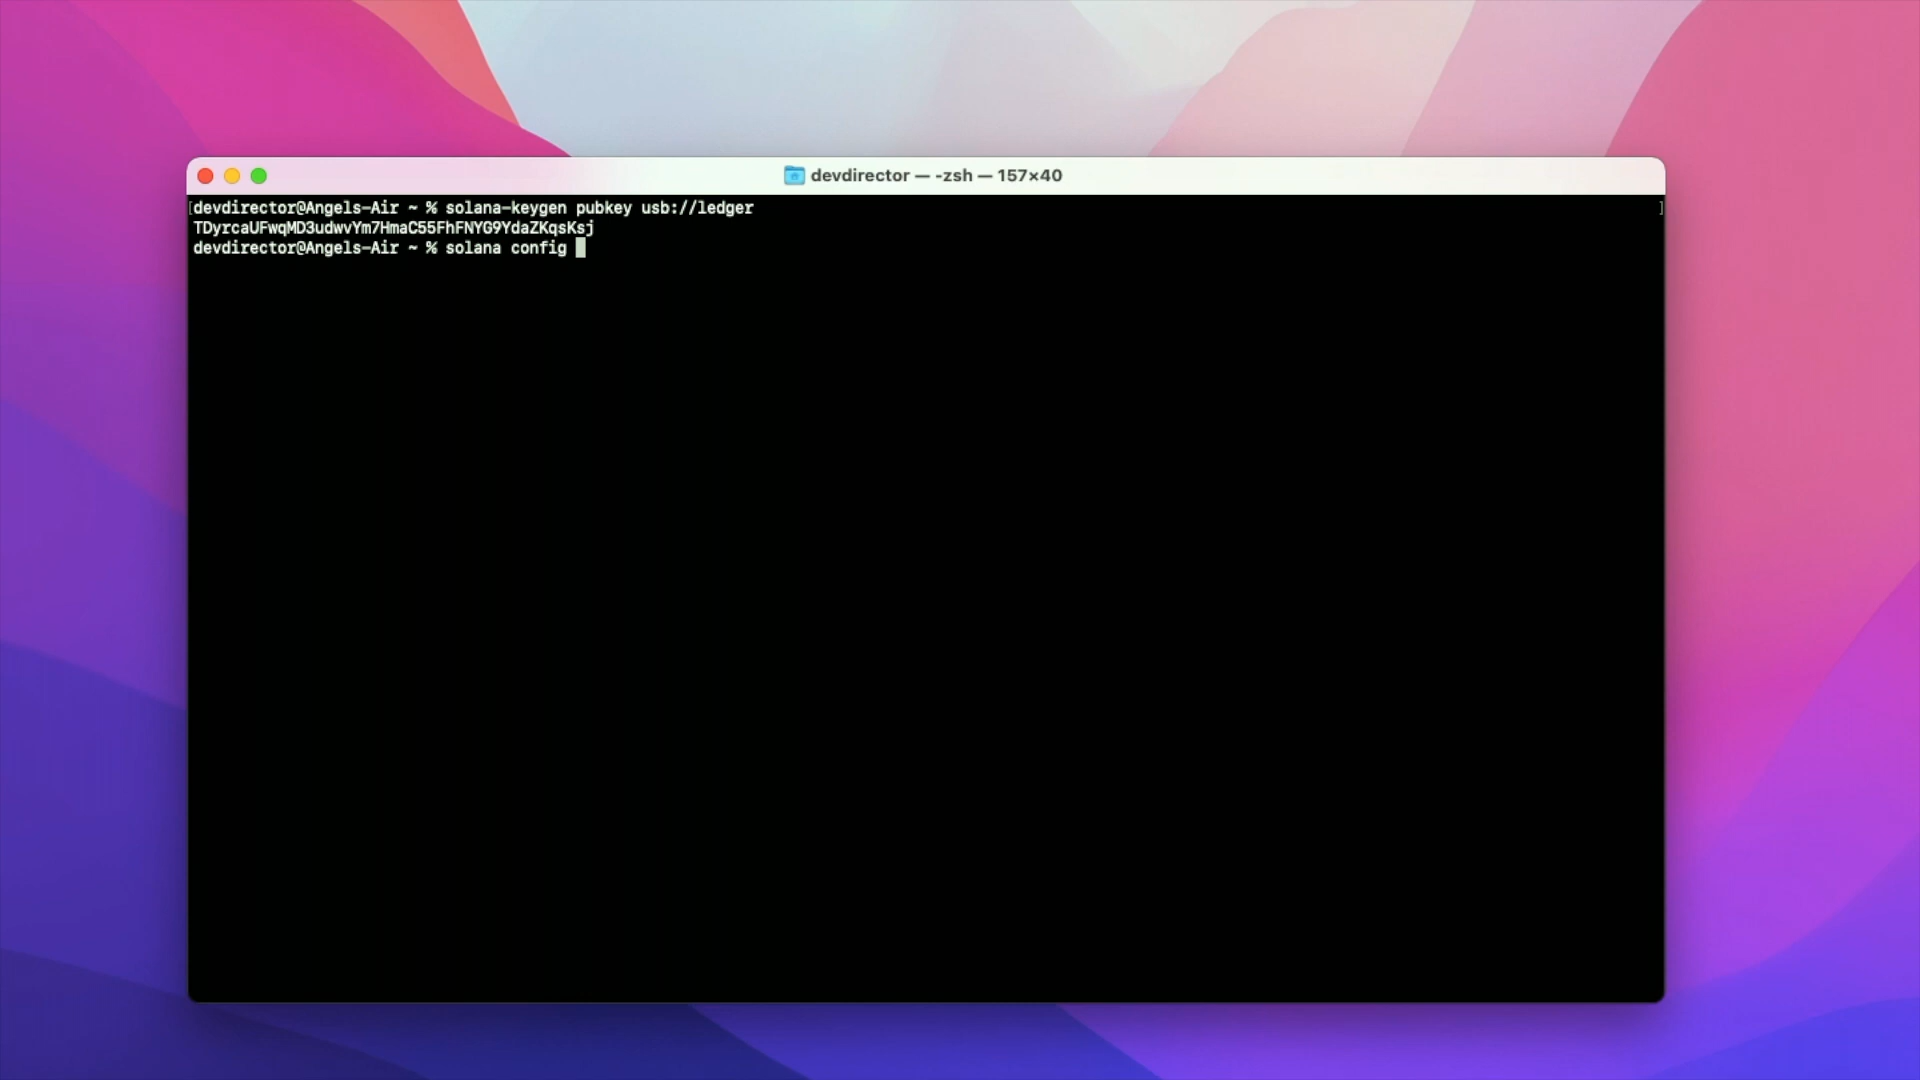 devdirector — -zsh — 157×40
[devdirector@Angels-Air ~ % solana-keygen pubkey usb://ledger ]
TDyrcaUFwqMD3udwvYm7HmaC55FhFNYG9YdaZKqsKsj
devdirector@Angels-Air ~ % solana config